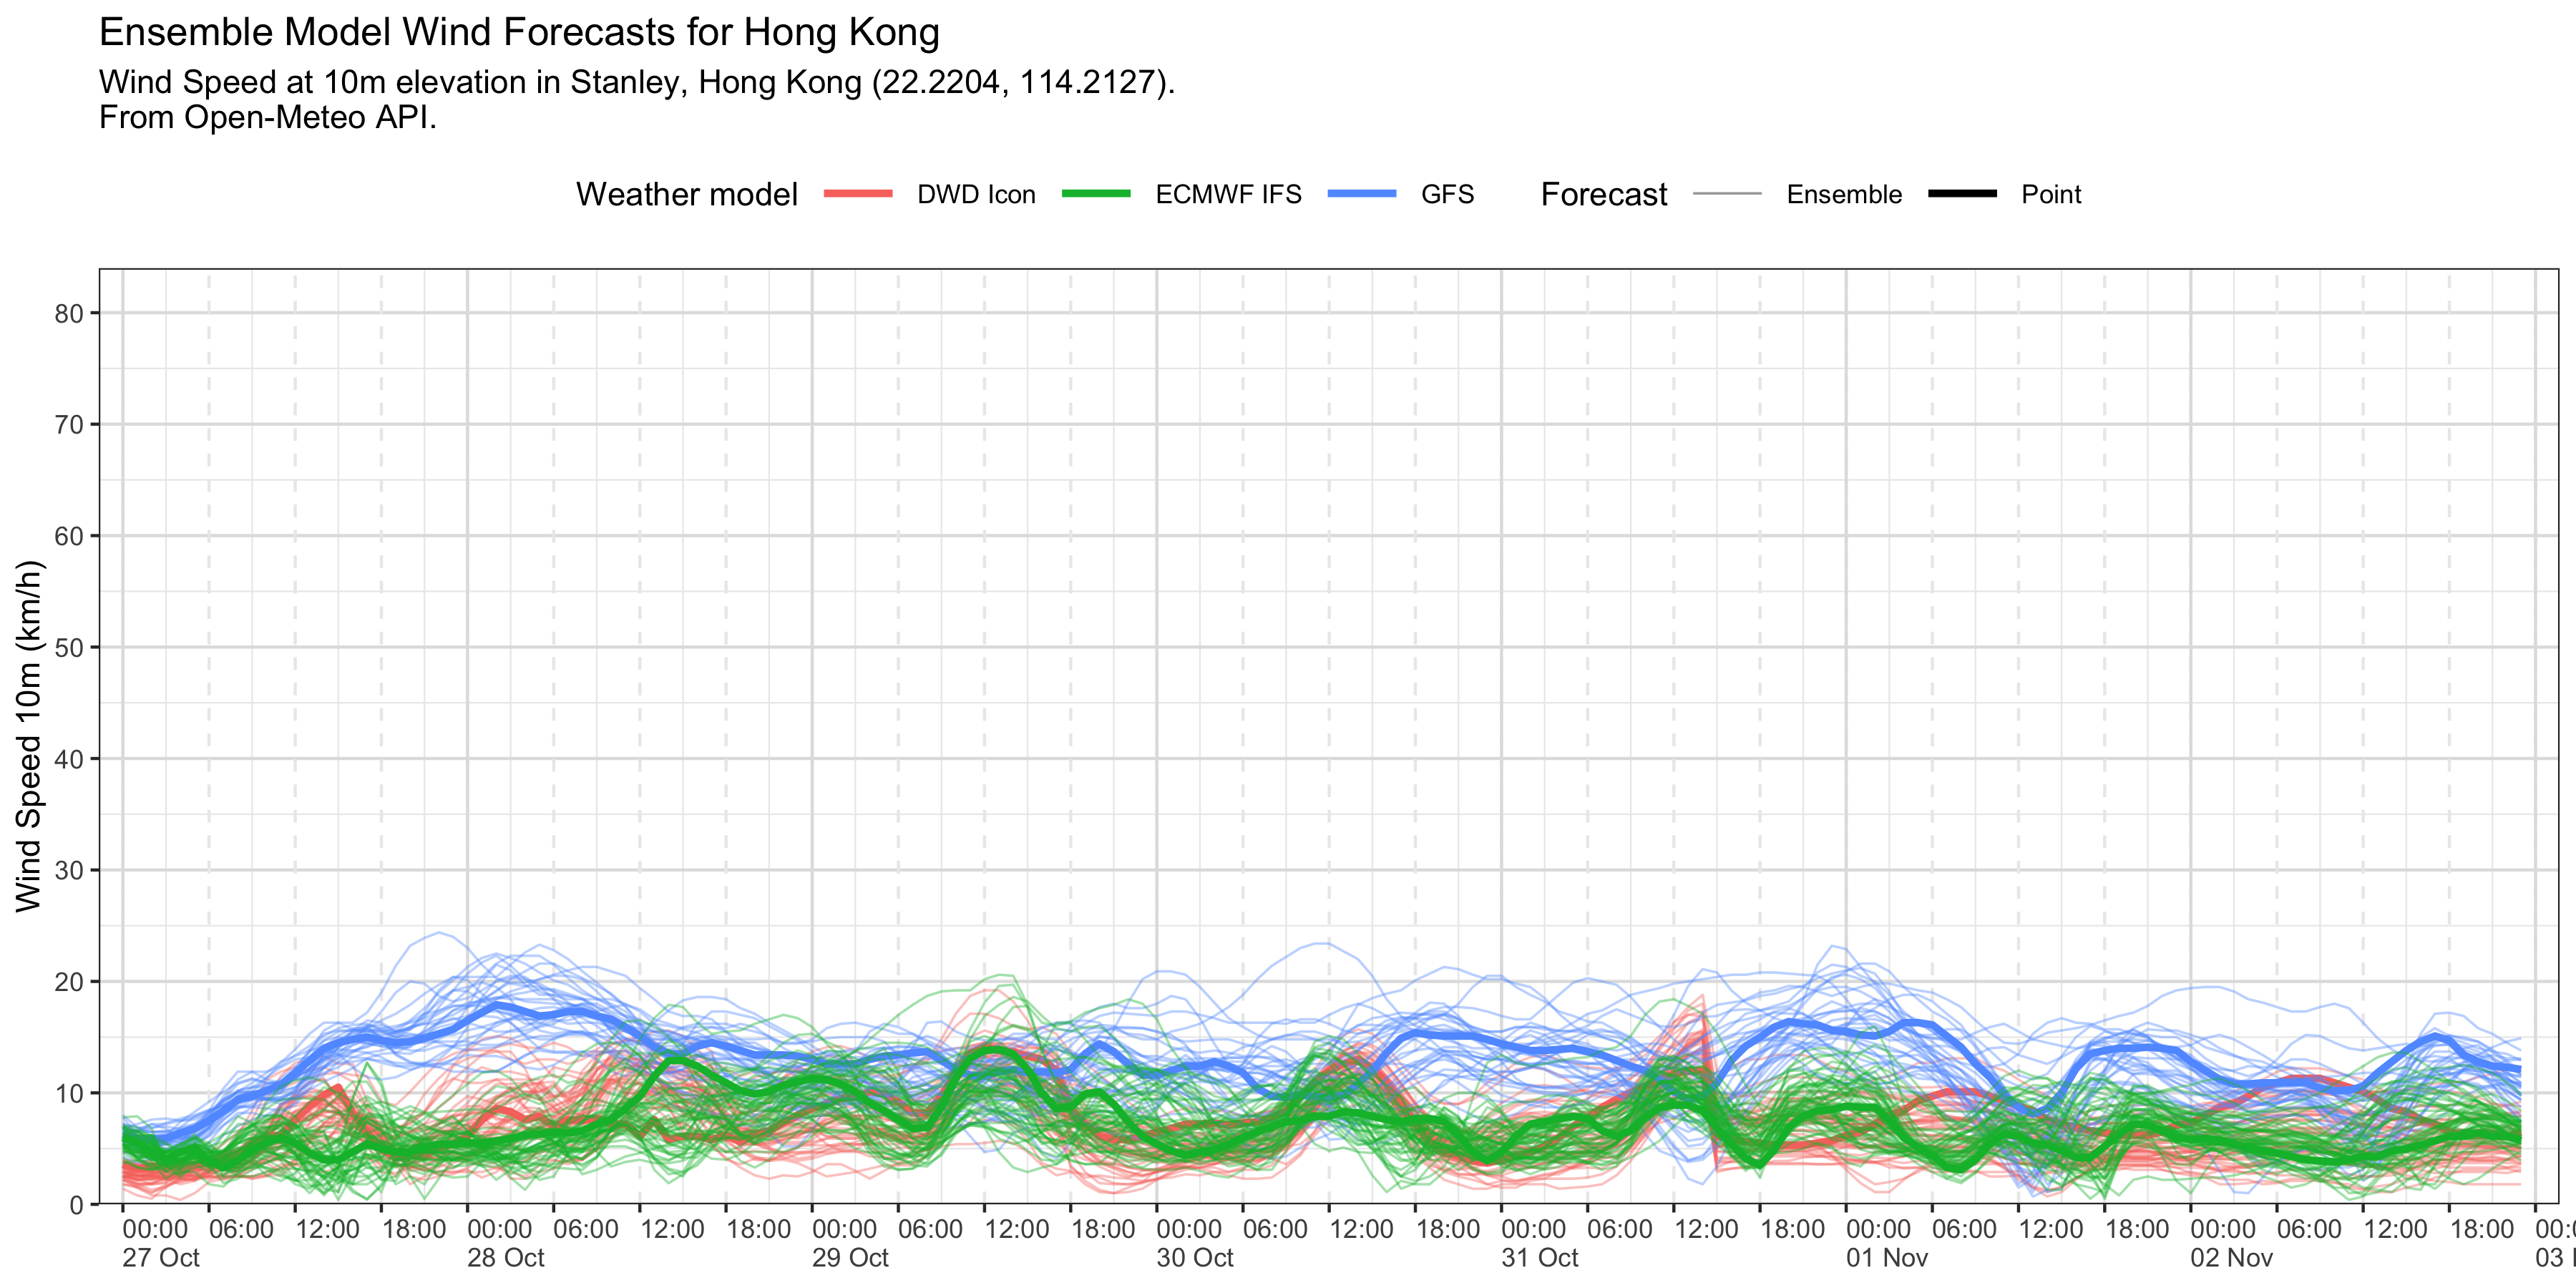 Ensemble Model Wind Forecasts for Hong Kong
Wind Speed at 10m elevation in Stanley, Hong Kong (22.2204, 114.2127).
From Open-Meteo API.
Weather model DWD Icon ECMWF IFS GFS Forecast Ensemble Point
Wind Speed 10m (km/h)
80
70
60
50
40
30
20
10
0
00:00 06:00 12:00 18:00 00:00 06:00 12:00 18:00 00:00 06:00 12:00 18:00 00:00 06:00 12:00 18:00 00:00 06:00 12:00 18:00 00:00 06:00 12:00 18:00 00:00 06:00 12:00 18:00
27 Oct 28 Oct 29 Oct 30 Oct 31 Oct 01 Nov 02 Nov 03